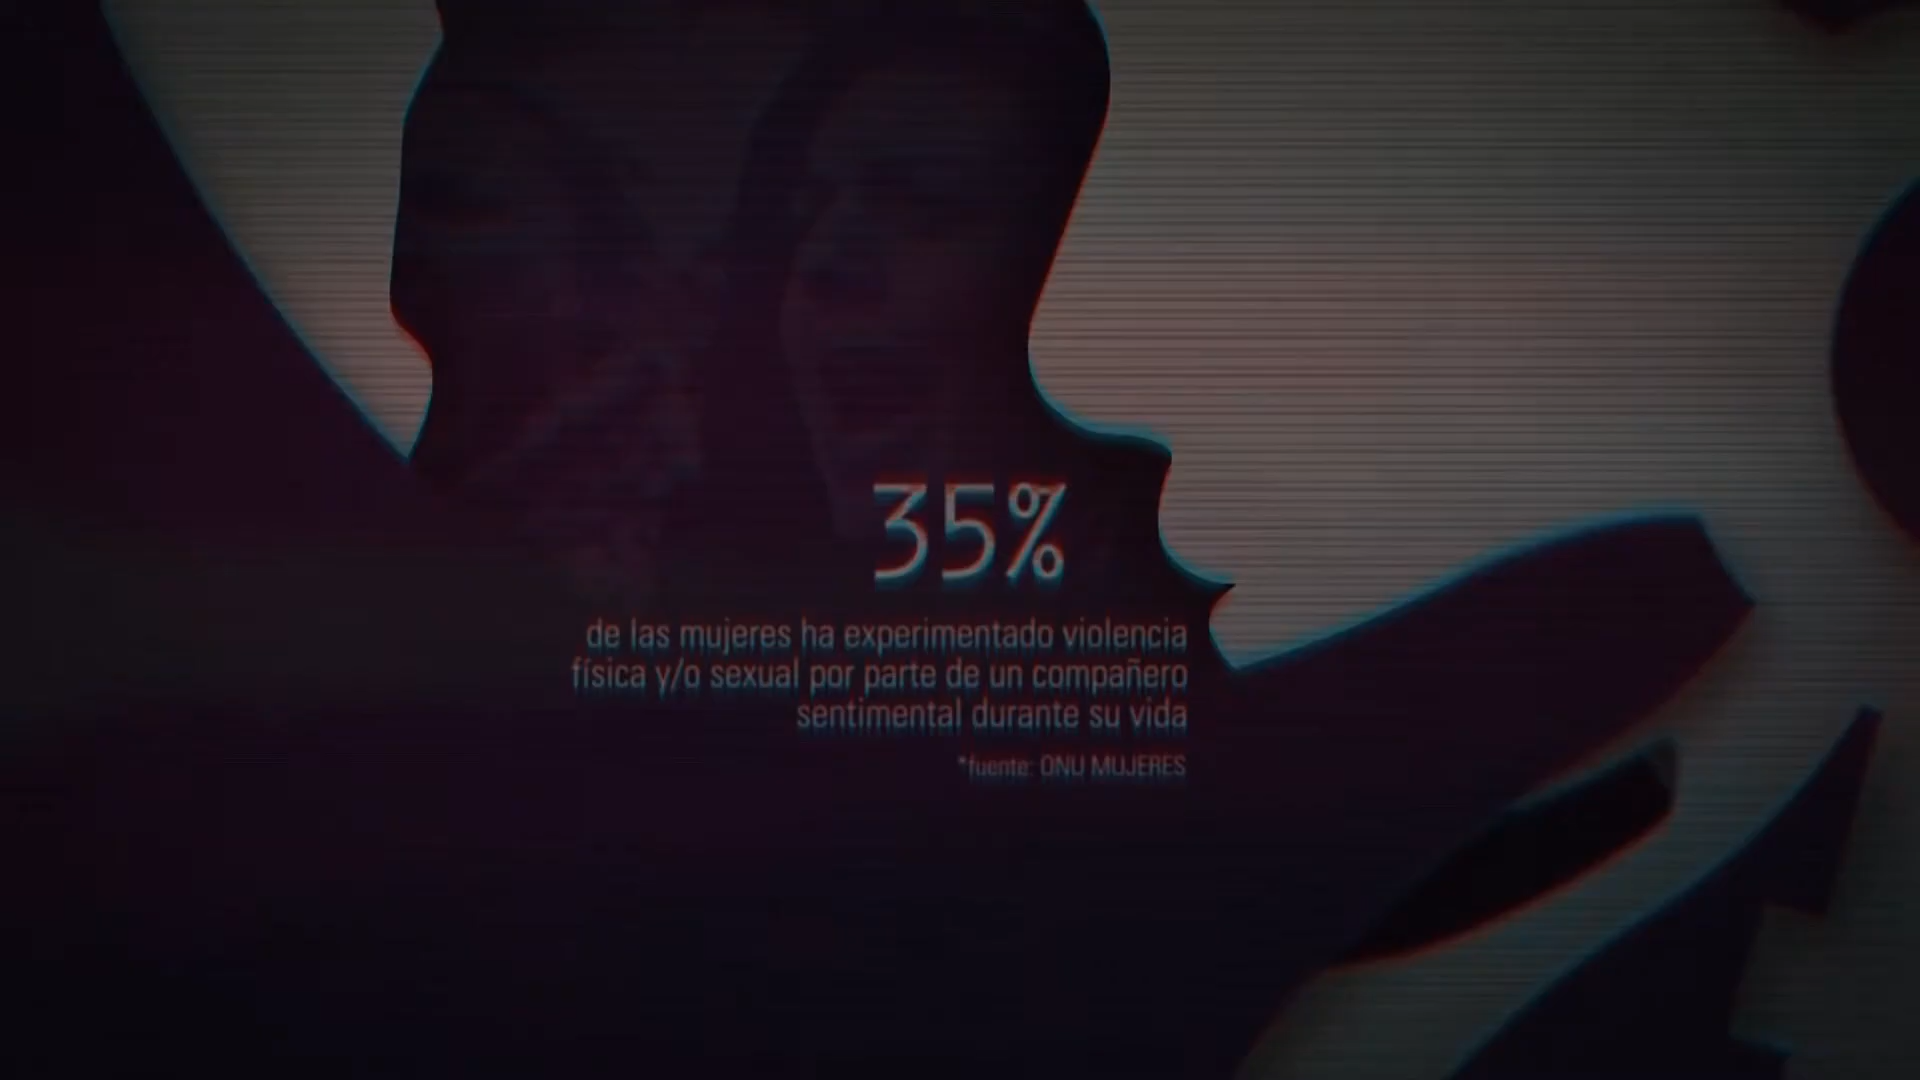 35%
de las mujeres ha experimentado violencia
física y/o sexual por parte de un compañero
sentimental durante su vida
*fuente: ONU MUJERES